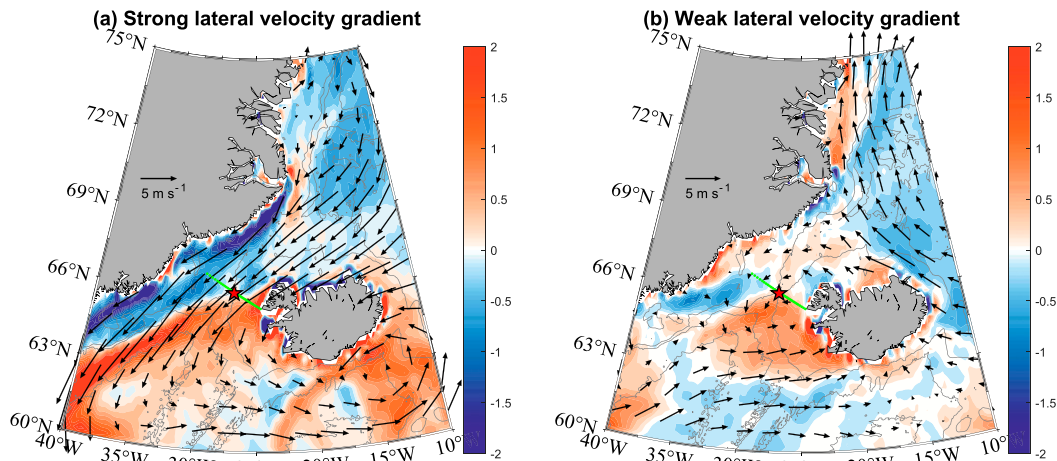 (a) Strong lateral velocity gradient
(b) Weak lateral velocity gradient
75°N
72°N
69°N
66°N
63°N
60°N
40°W
35°W
20°W
15°W
5 m s⁻¹
2
1.5
1
0.5
0
-0.5
-1
-1.5
-2
75°N
72°N
69°N
66°N
63°N
60°N
40°W
35°W
20°W
15°W
5 m s⁻¹
2
1.5
1
0.5
0
-0.5
-1
-1.5
-2